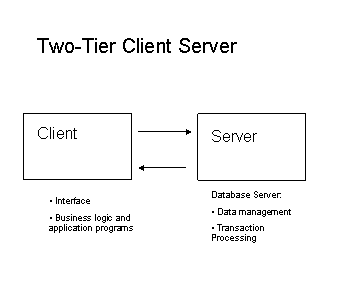 Two-Tier Client Server
Client
Server
• Interface
• Business logic and
application programs
Database Server:
• Data management
• Transaction
Processing